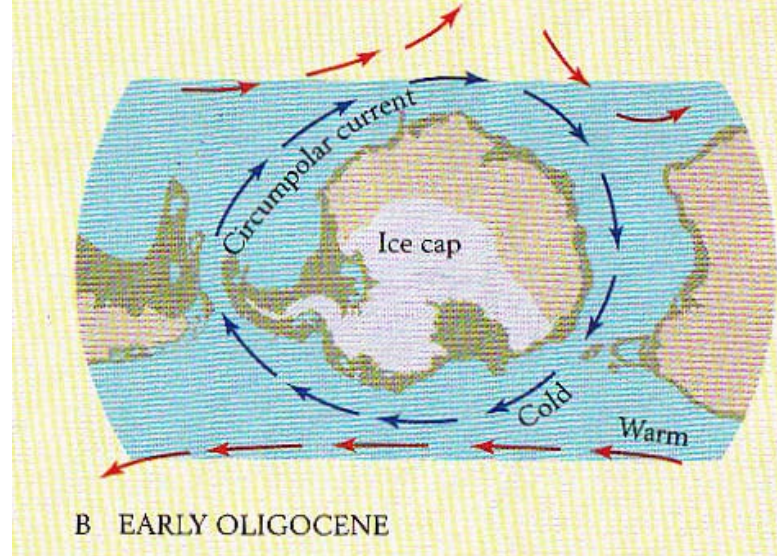 Circumpolar current
Ice cap
Cold
Warm
B EARLY OLIGOCENE